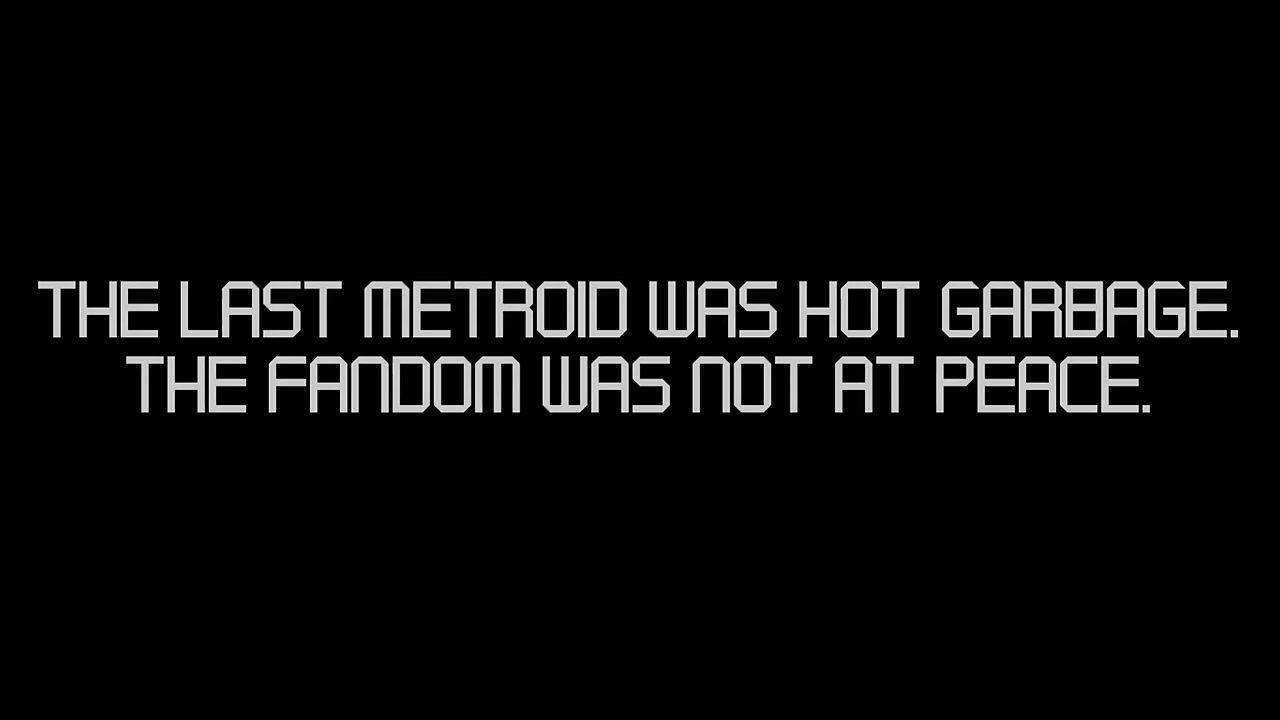 THE LAST METROID WAS HOT GARBAGE.
THE FANDOM WAS NOT AT PEACE.